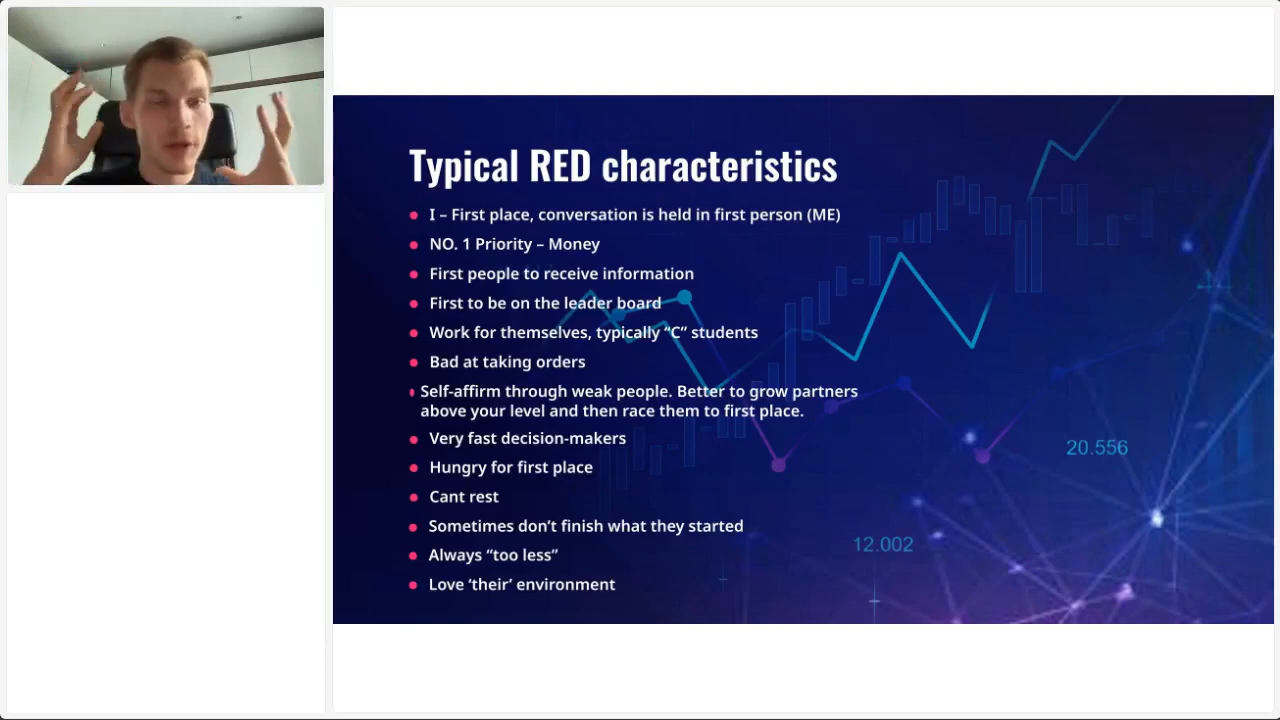 Typical RED characteristics
I – First place, conversation is held in first person (ME)
NO. 1 Priority – Money
First people to receive information
First to be on the leader board
Work for themselves, typically “C” students
Bad at taking orders
Self-affirm through weak people. Better to grow partners
above your level and then race them to first place.
Very fast decision-makers
Hungry for first place
Cant rest
Sometimes don’t finish what they started
Always “too less”
Love ‘their’ environment
20.556
12.002